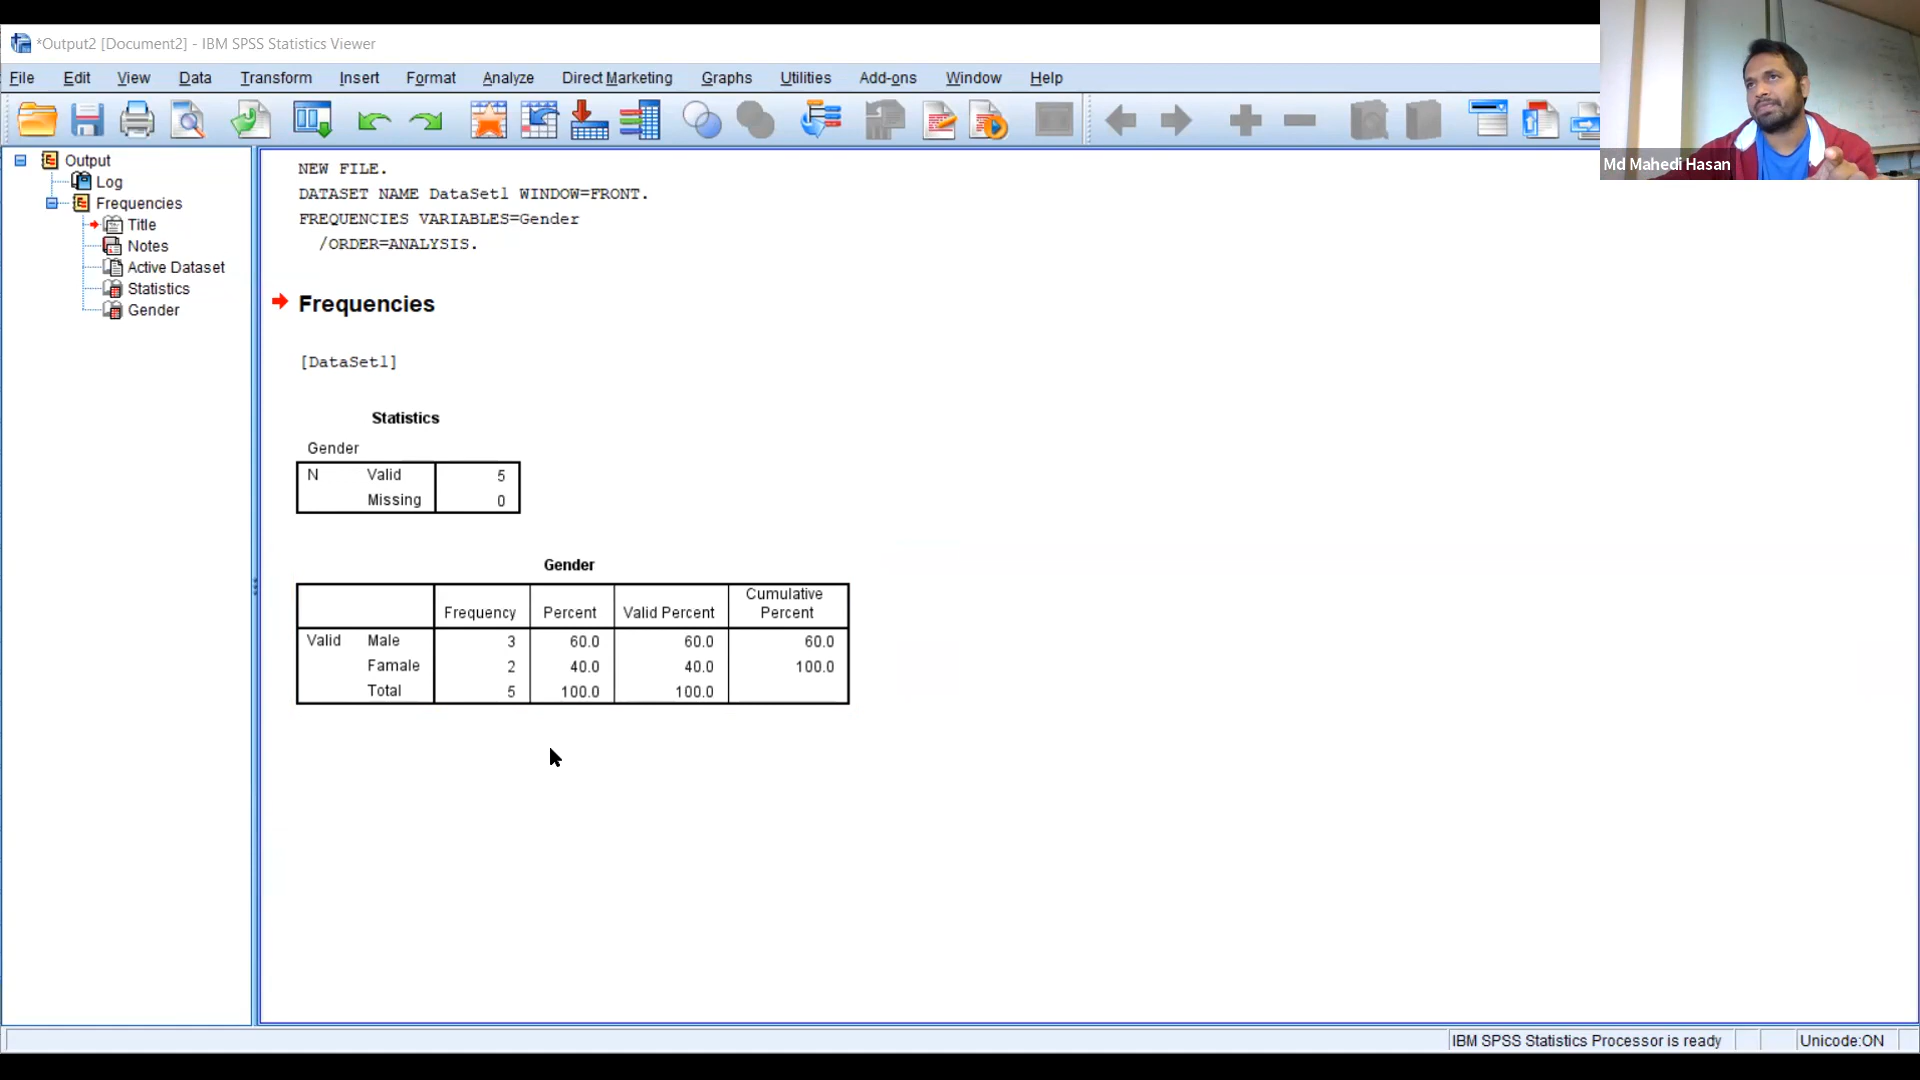 *Output2 [Document2] - IBM SPSS Statistics Viewer
File Edit View Data Transform Insert Format Analyze Direct Marketing Graphs Utilities Add-ons Window Help
Md Mahedi Hasan
Output
Log
Frequencies
Title
Notes
Active Dataset
Statistics
Gender
NEW FILE.
DATASET NAME DataSet1 WINDOW=FRONT.
FREQUENCIES VARIABLES=Gender
/ORDER=ANALYSIS.
Frequencies
[DataSet1]
Statistics
Gender
N Valid 5
Missing 0
Gender
Frequency Percent Valid Percent Cumulative Percent
Valid Male 3 60.0 60.0 60.0
Famale 2 40.0 40.0 100.0
Total 5 100.0 100.0
IBM SPSS Statistics Processor is ready Unicode:ON